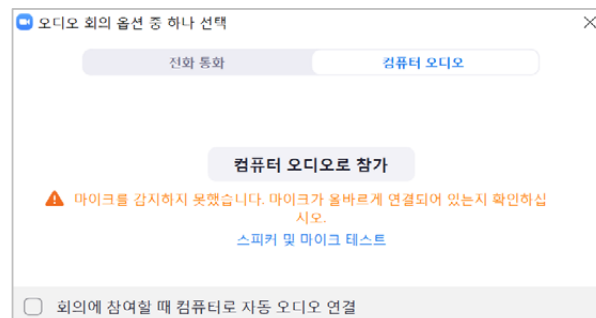 오디오 회의 옵션 중 하나 선택
전화 통화
컴퓨터 오디오
컴퓨터 오디오로 참가
마이크를 감지하지 못했습니다. 마이크가 올바르게 연결되어 있는지 확인하십
시오.
스피커 및 마이크 테스트
회의에 참여할 때 컴퓨터로 자동 오디오 연결